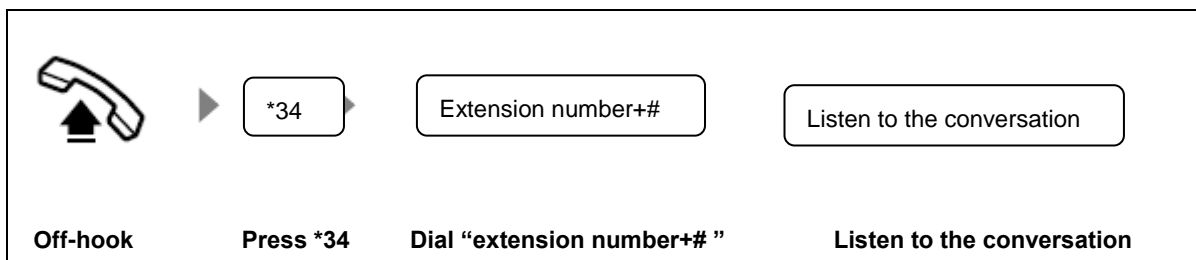 *34
Extension number+#
Listen to the conversation
Off-hook
Press *34
Dial “extension number+# ”
Listen to the conversation